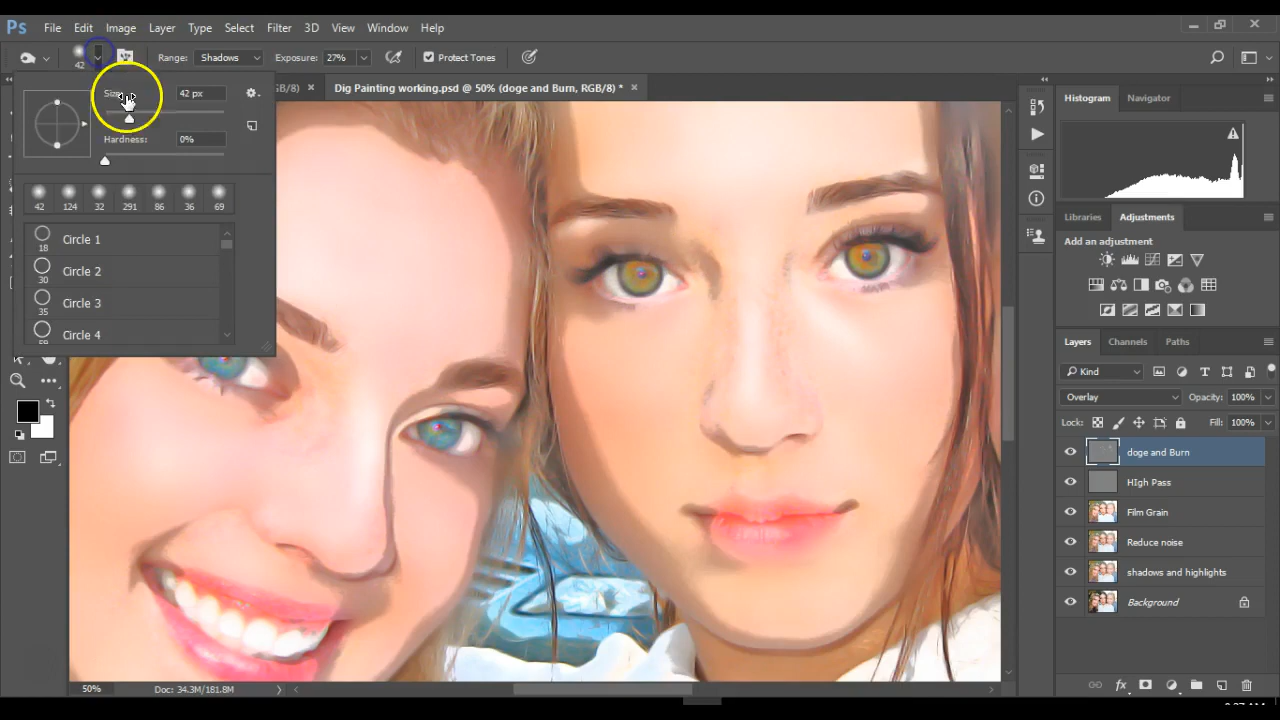 Ps File Edit Image Layer Type Select Filter 3D View Window Help
42 Range: Shadows Exposure: 27% Protect Tones
GB/8) × Dig Painting working.psd @ 50% (doge and Burn, RGB/8) * ×
Size: 42 px
Hardness: 0%
42 124 32 291 86 36 69
18 Circle 1
30 Circle 2
35 Circle 3
Circle 4
Histogram Navigator
Libraries Adjustments
Add an adjustment
Layers Channels Paths
Kind
Overlay Opacity: 100%
Lock: Fill: 100%
doge and Burn
HIgh Pass
Film Grain
Reduce noise
shadows and highlights
Background
50% Doc: 34.3M/181.8M